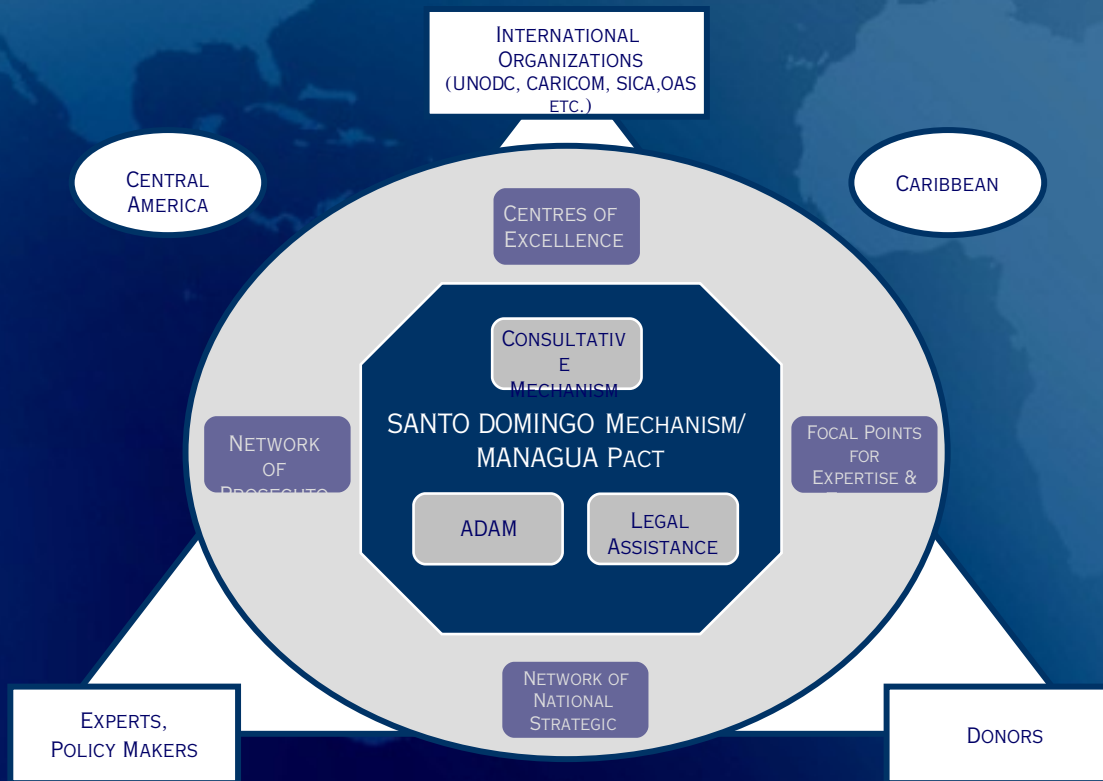 INTERNATIONAL
ORGANIZATIONS
(UNODC, CARICOM, SICA,OAS
ETC.)
CENTRAL
AMERICA
CARIBBEAN
CENTRES OF
EXCELLENCE
CONSULTATIV
E
MECHANISM
SANTO DOMINGO MECHANISM/
MANAGUA PACT
NETWORK
OF
FOCAL POINTS
FOR
EXPERTISE &
ADAM
LEGAL
ASSISTANCE
NETWORK OF
NATIONAL
STRATEGIC
EXPERTS,
POLICY MAKERS
DONORS